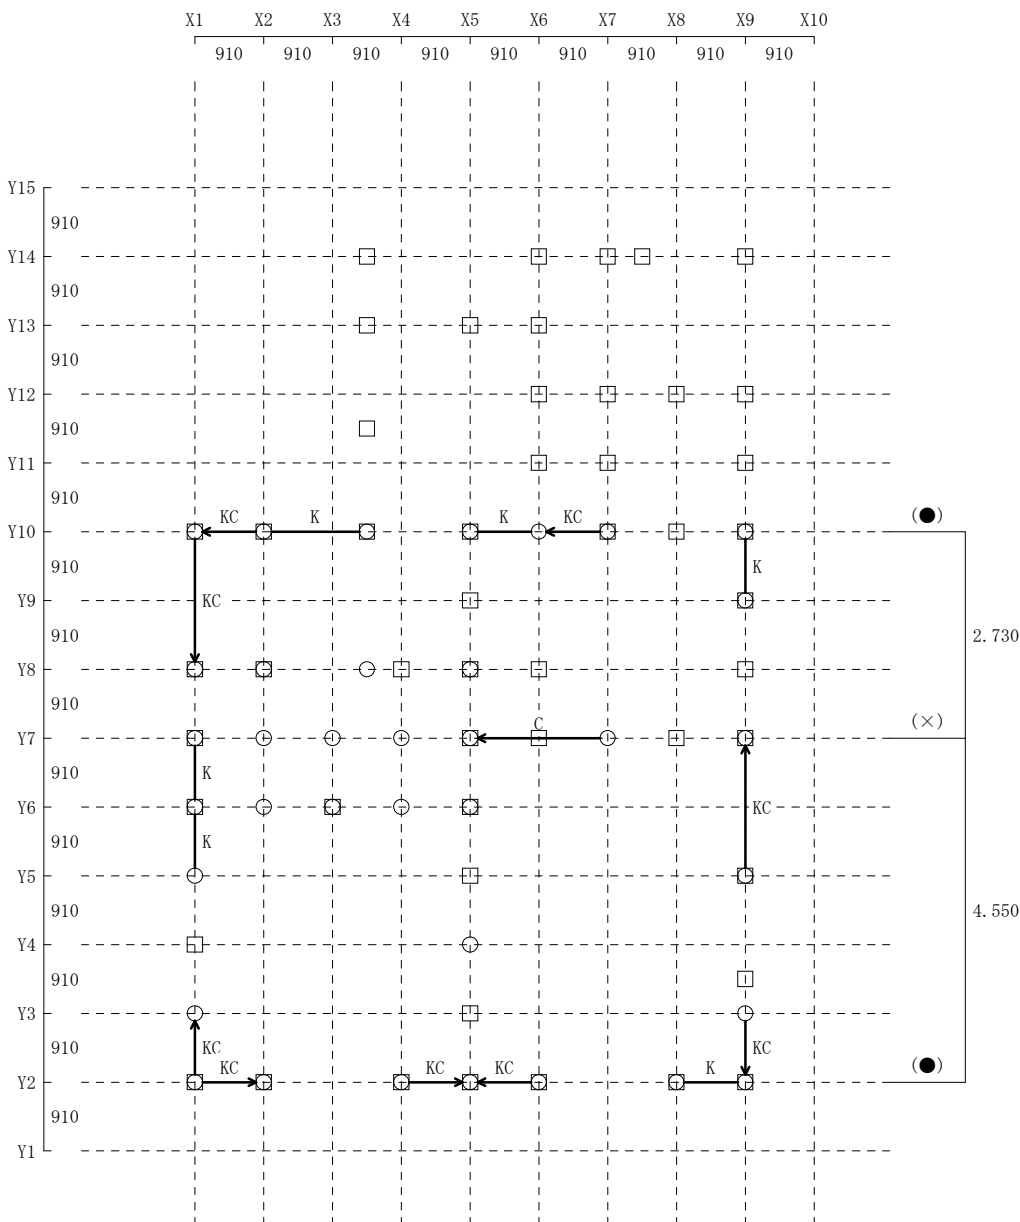 X1 X2 X3 X4 X5 X6 X7 X8 X9 X10
910 910 910 910 910 910 910 910 910
Y15
910
Y14
910
Y13
910
Y12
910
Y11
910
KC K K KC (●)
Y10
910 K
Y9 KC
910 2.730
Y8
910
C (×)
Y7
910 K KC
Y6
910 K
Y5
910 4.550
Y4
910
Y3
910 KC KC
KC KC KC K (●)
Y2
910
Y1